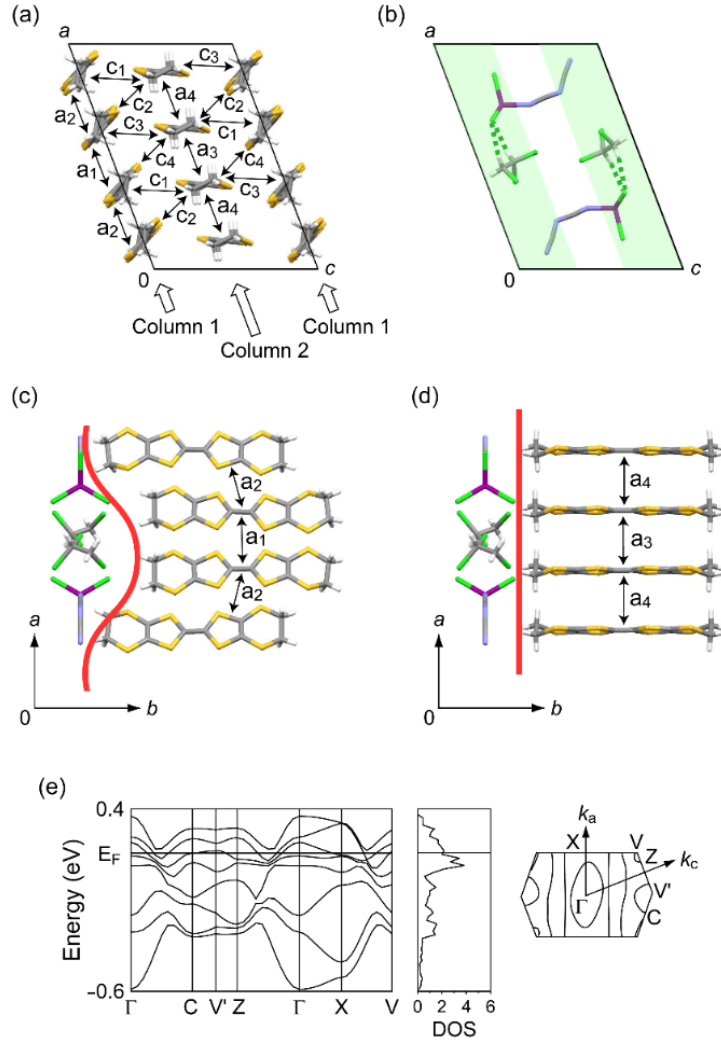 (a)
a
c3
c1
a4
c2
c2
a2
c3
c1
a3
c4
c4
a1
c1
c3
c2
a4
a2
0
c
Column 1
Column 2
Column 1
(b)
a
0
c
(c)
a2
a1
a2
a
0
b
(d)
a4
a3
a4
a
0
b
(e)
0.4
EF
Energy (eV)
-0.6
Γ C V' Z Γ X V
0 2 4 6
DOS
ka
X
V
Z
kc
V'
Γ
C